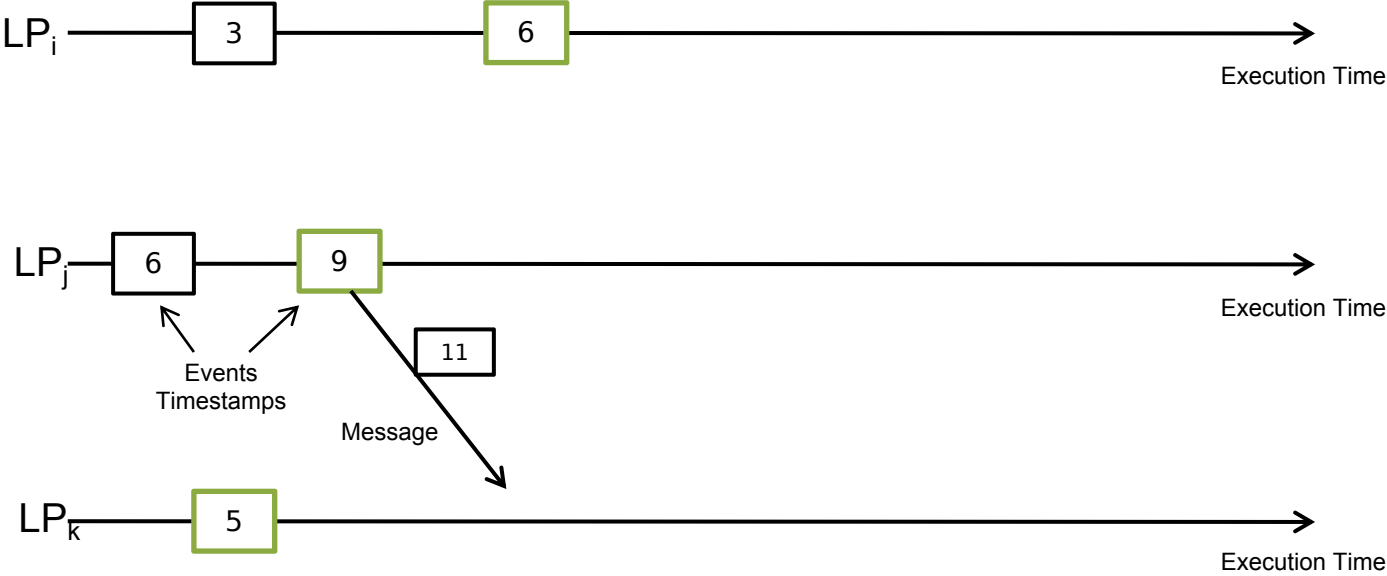 LPi 3 6
Execution Time
LPj 6 9
Execution Time
11
Events
Timestamps
Message
LPk 5
Execution Time